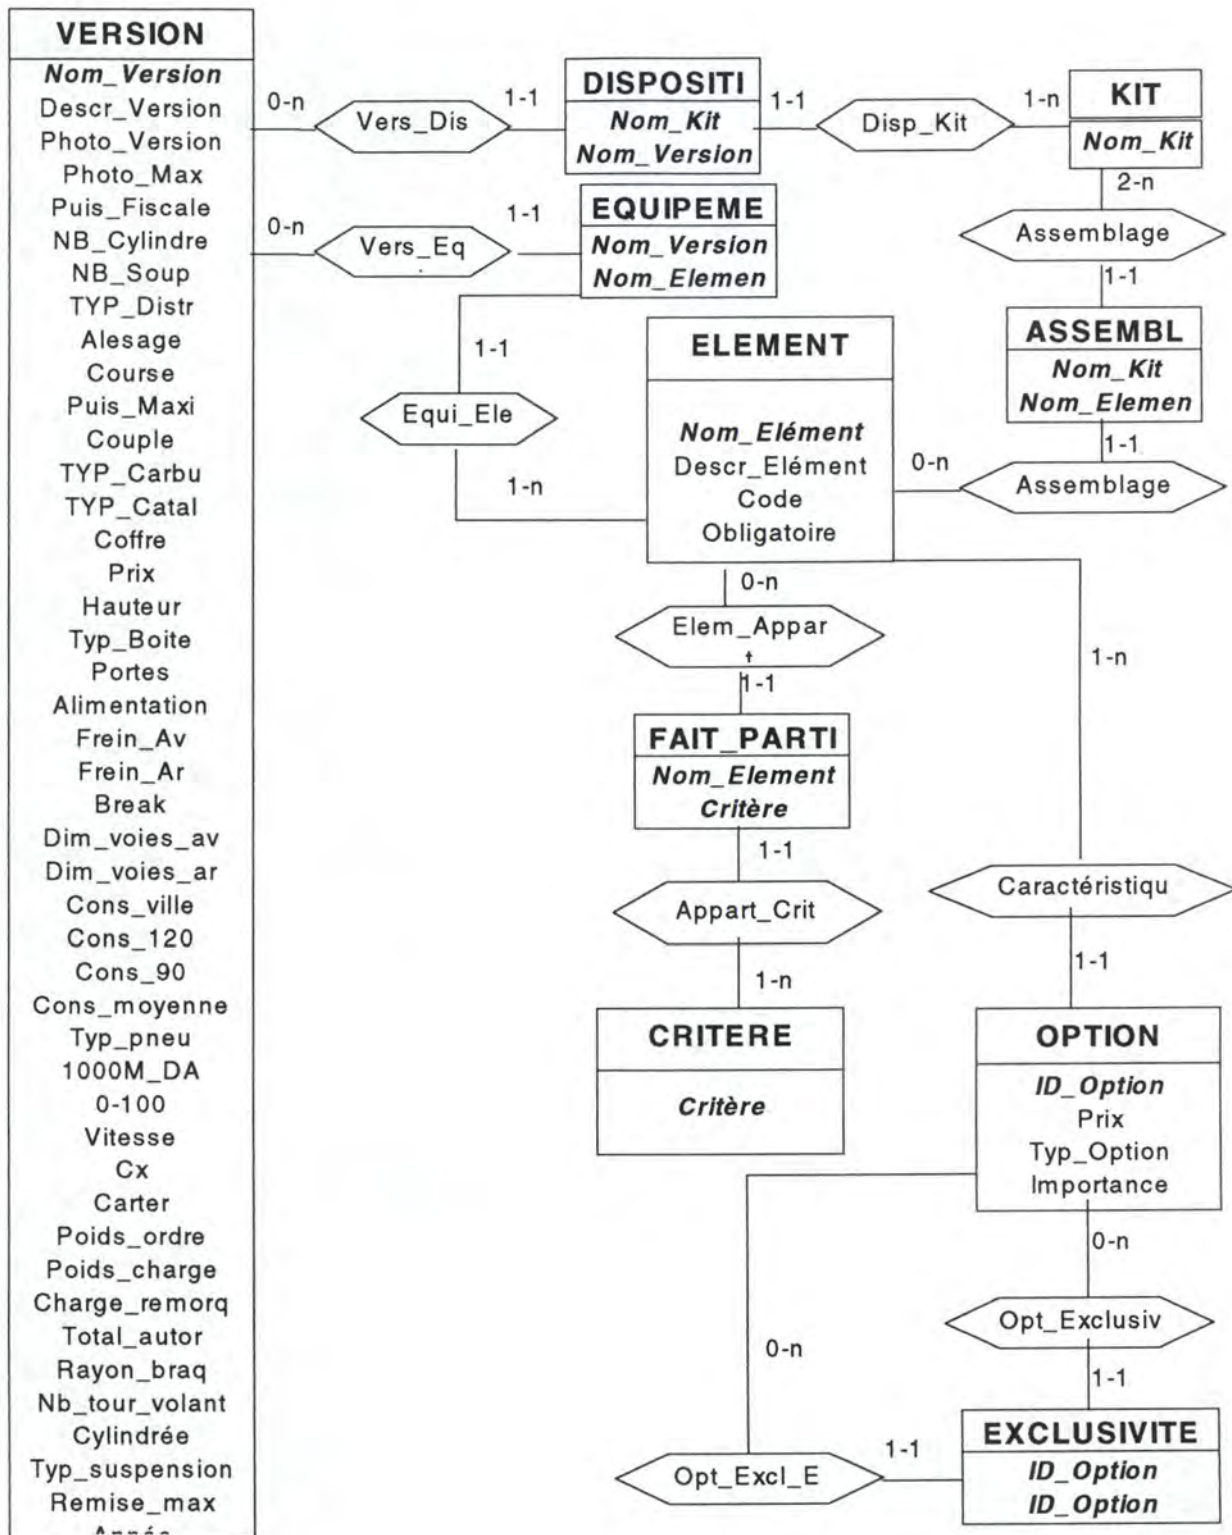 VERSION
Nom_Version
Descr_Version
Photo_Version
Photo_Max
Puis_Fiscale
NB_Cylindre
NB_Soup
TYP_Distr
Alesage
Course
Puis_Maxi
Couple
TYP_Carbu
TYP_Catal
Coffre
Prix
Hauteur
Typ_Boite
Portes
Alimentation
Frein_Av
Frein_Ar
Break
Dim_voies_av
Dim_voies_ar
Cons_ville
Cons_120
Cons_90
Cons_moyenne
Typ_pneu
1000M_DA
0-100
Vitesse
Cx
Carter
Poids_ordre
Poids_charge
Charge_remorq
Total_autor
Rayon_braq
Nb_tour_volant
Cylindrée
Typ_suspension
Remise_max
Année
0-n
Vers_Dis
1-1
DISPOSITI
Nom_Kit
Nom_Version
1-1
Disp_Kit
1-n
KIT
Nom_Kit
2-n
Assemblage
1-1
ASSEMBL
Nom_Kit
Nom_Elemen
1-1
Assemblage
0-n
0-n
Vers_Eq
1-1
EQUIPEME
Nom_Version
Nom_Elemen
1-1
Equi_Ele
1-n
ELEMENT
Nom_Elément
Descr_Elément
Code
Obligatoire
0-n
Elem_Appar
t
1-1
FAIT_PARTI
Nom_Element
Critère
1-1
Appart_Crit
1-n
CRITERE
Critère
1-n
Caractéristiqu
1-1
OPTION
ID_Option
Prix
Typ_Option
Importance
0-n
Opt_Exclusiv
1-1
0-n
Opt_Excl_E
1-1
EXCLUSIVITE
ID_Option
ID_Option